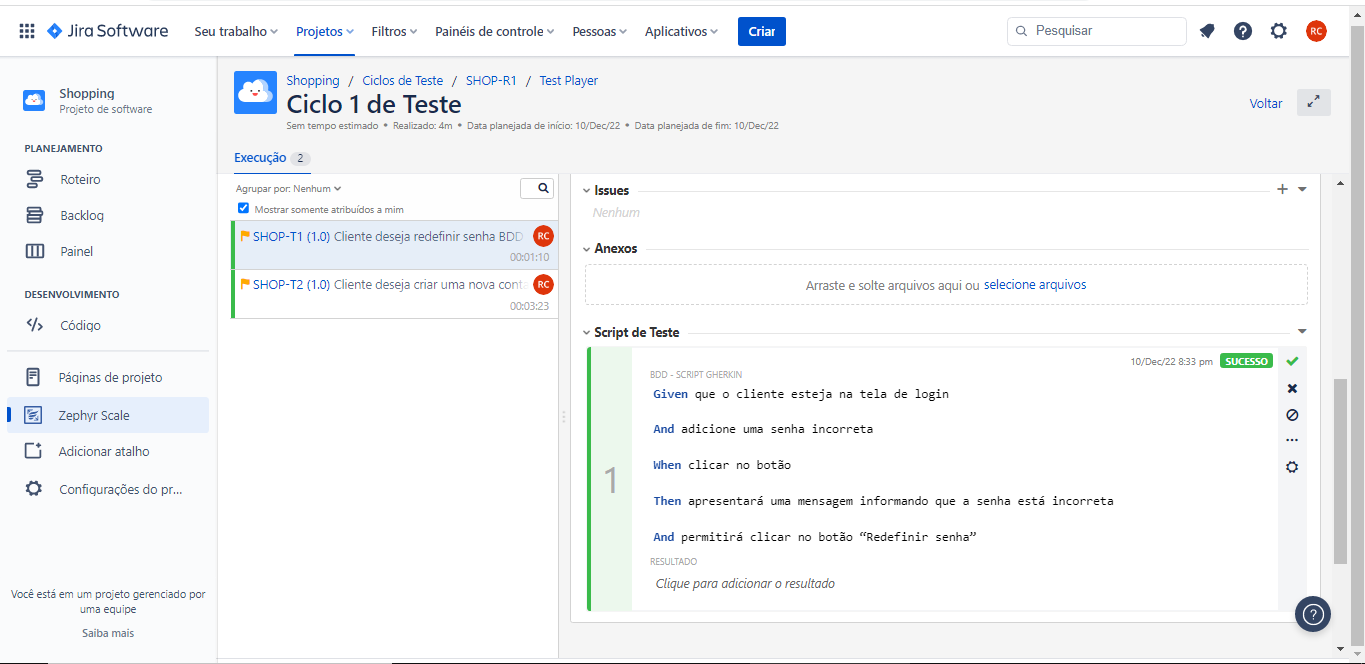 Jira Software
Seu trabalho
Projetos
Filtros
Painéis de controle
Pessoas
Aplicativos
Criar
Pesquisar
RC
Shopping
Projeto de software
PLANEJAMENTO
Roteiro
Backlog
Painel
DESENVOLVIMENTO
Código
Páginas de projeto
Zephyr Scale
Adicionar atalho
Configurações do pr...
Você está em um projeto gerenciado por
uma equipe
Saiba mais
Shopping / Ciclos de Teste / SHOP-R1 / Test Player
Ciclo 1 de Teste
Sem tempo estimado • Realizado: 4m • Data planejada de início: 10/Dec/22 • Data planejada de fim: 10/Dec/22
Voltar
Execução 2
Agrupar por: Nenhum
Mostrar somente atribuídos a mim
SHOP-T1 (1.0) Cliente deseja redefinir senha BDD
RC
00:01:10
SHOP-T2 (1.0) Cliente deseja criar uma nova conta
RC
00:03:23
Issues
Nenhum
Anexos
Arraste e solte arquivos aqui ou selecione arquivos
Script de Teste
10/Dec/22 8:33 pm SUCESSO
1
BDD - SCRIPT GHERKIN
Given que o cliente esteja na tela de login
And adicione uma senha incorreta
When clicar no botão
Then apresentará uma mensagem informando que a senha está incorreta
And permitirá clicar no botão “Redefinir senha”
RESULTADO
Clique para adicionar o resultado